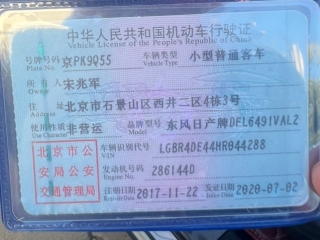 中华人民共和国机动车行驶证
Vehicle License of the People's Republic of China
号牌号码 京PK9Q55 车辆类型 小型普通客车
Plate No. Vehicle Type
所有人 宋兆军
Owner
住址 北京市石景山区西井二区4栋3号
Address
使用性质 非营运 品牌型号 东风日产牌DFL6491VAL2
Use Character Model
北京市公 车辆识别代号 LGBR4DE44HR044288
VIN
安局公安 发动机号码 286144D
Engine No.
交通管理局 注册日期 2017-11-22 发证日期 2020-07-02